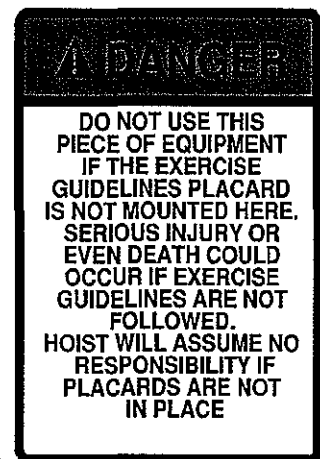 ⚠ DANGER
DO NOT USE THIS
PIECE OF EQUIPMENT
IF THE EXERCISE
GUIDELINES PLACARD
IS NOT MOUNTED HERE.
SERIOUS INJURY OR
EVEN DEATH COULD
OCCUR IF EXERCISE
GUIDELINES ARE NOT
FOLLOWED.
HOIST WILL ASSUME NO
RESPONSIBILITY IF
PLACARDS ARE NOT
IN PLACE